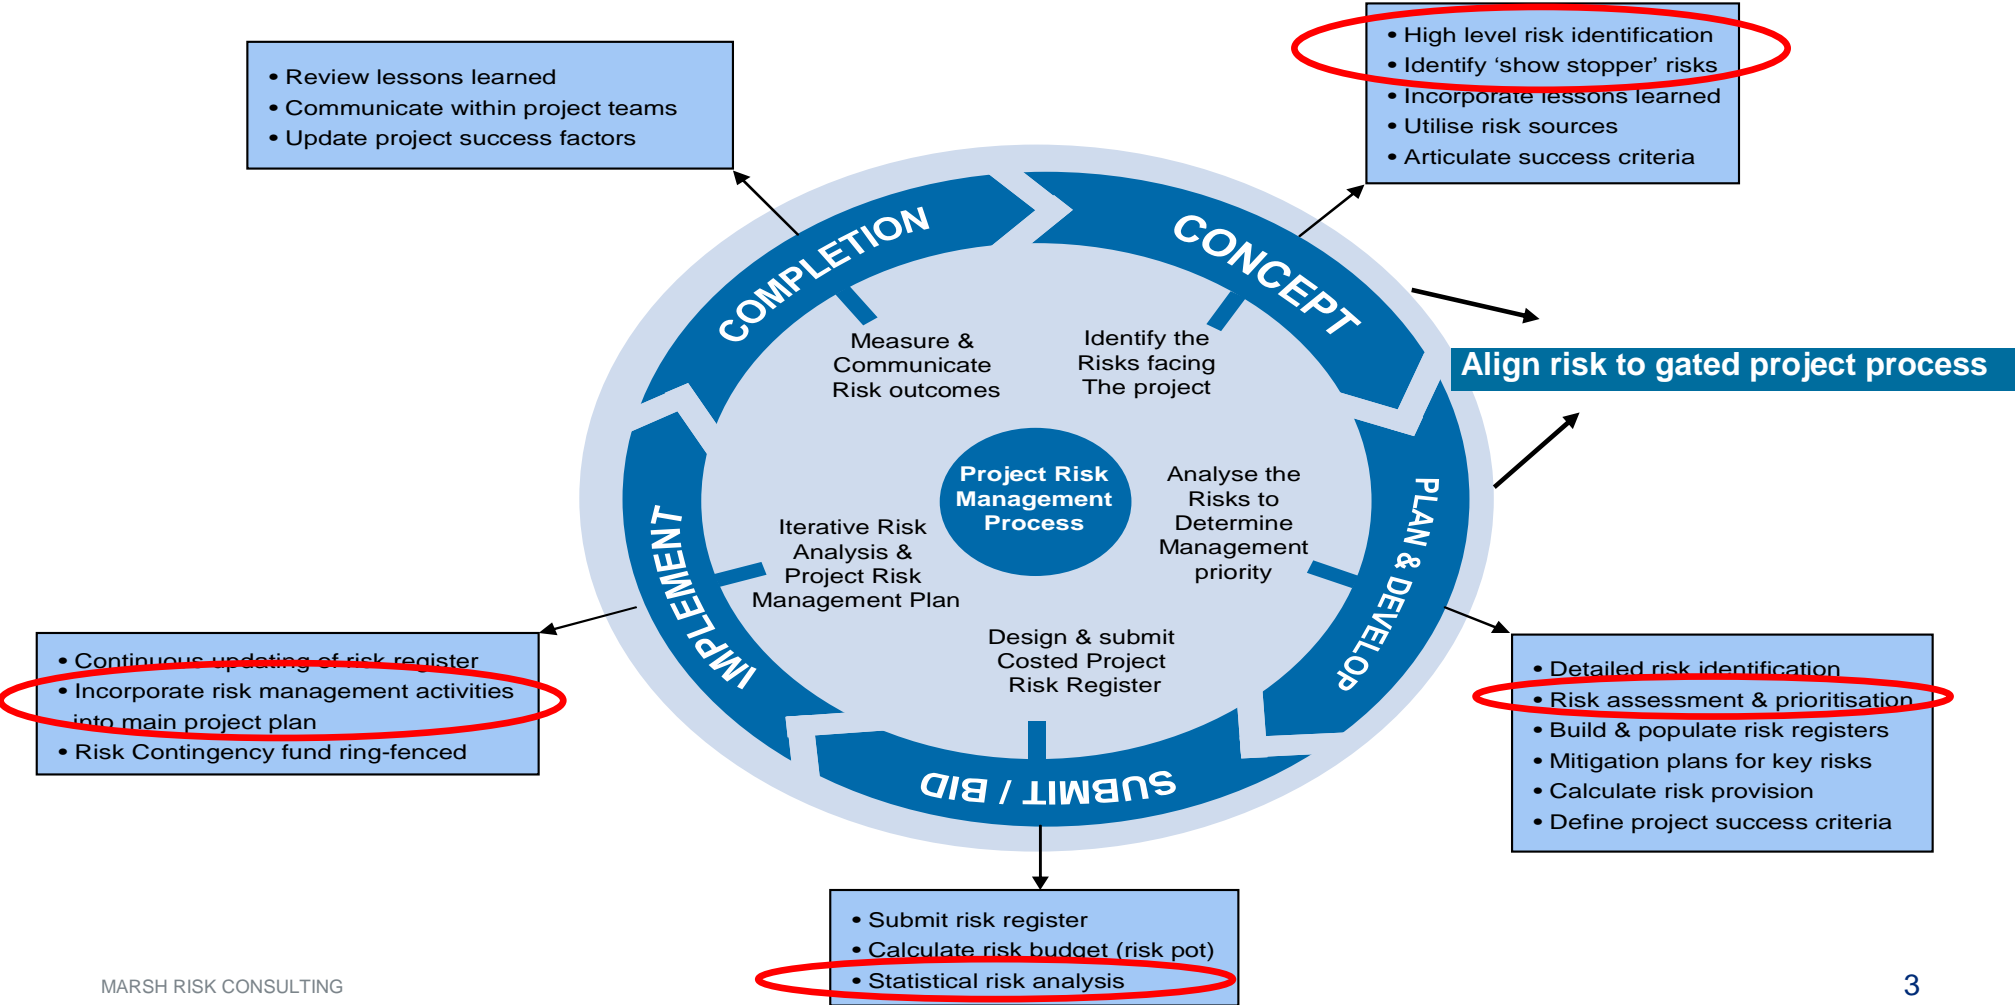 • High level risk identification
• Identify ‘show stopper’ risks
• Incorporate lessons learned
• Utilise risk sources
• Articulate success criteria
• Review lessons learned
• Communicate within project teams
• Update project success factors
COMPLETION
CONCEPT
Measure &
Communicate
Risk outcomes
Identify the
Risks facing
The project
Align risk to gated project process
Project Risk
Management
Process
Analyse the
Risks to
Determine
Management
priority
PLAN & DEVELOP
Iterative Risk
Analysis &
Project Risk
Management Plan
IMPLEMENT
Design & submit
Costed Project
Risk Register
SUBMIT / BID
• Continuous updating of risk register
• Incorporate risk management activities
into main project plan
• Risk Contingency fund ring-fenced
• Detailed risk identification
• Risk assessment & prioritisation
• Build & populate risk registers
• Mitigation plans for key risks
• Calculate risk provision
• Define project success criteria
• Submit risk register
• Calculate risk budget (risk pot)
• Statistical risk analysis
MARSH RISK CONSULTING
3